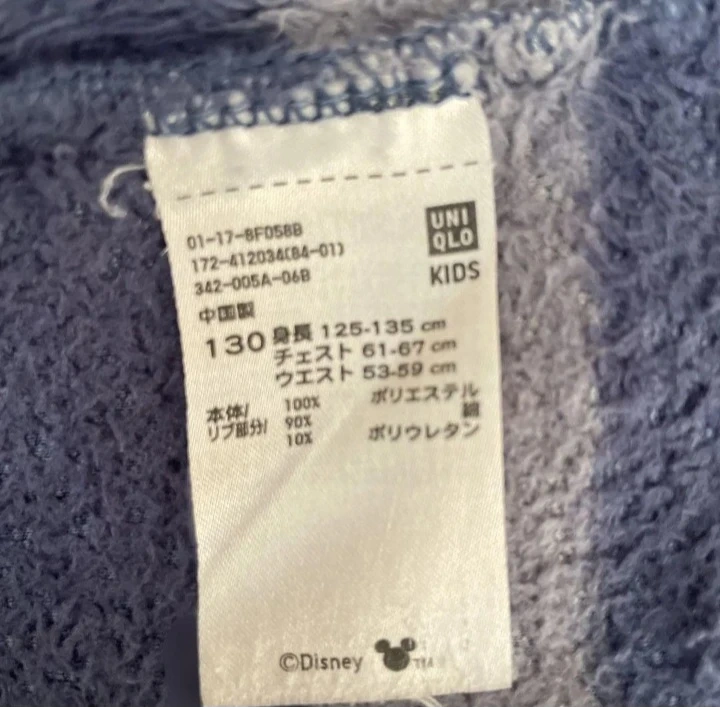 01-17-8F058B
172-412034(84-01)
342-005A-06B
UNI
QLO
KIDS
中国製
130 身長 125-135 cm
チェスト 61-67 cm
ウエスト 53-59 cm
本体/ 100% ポリエステル
リブ部分/ 90% 綿
10% ポリウレタン
©Disney